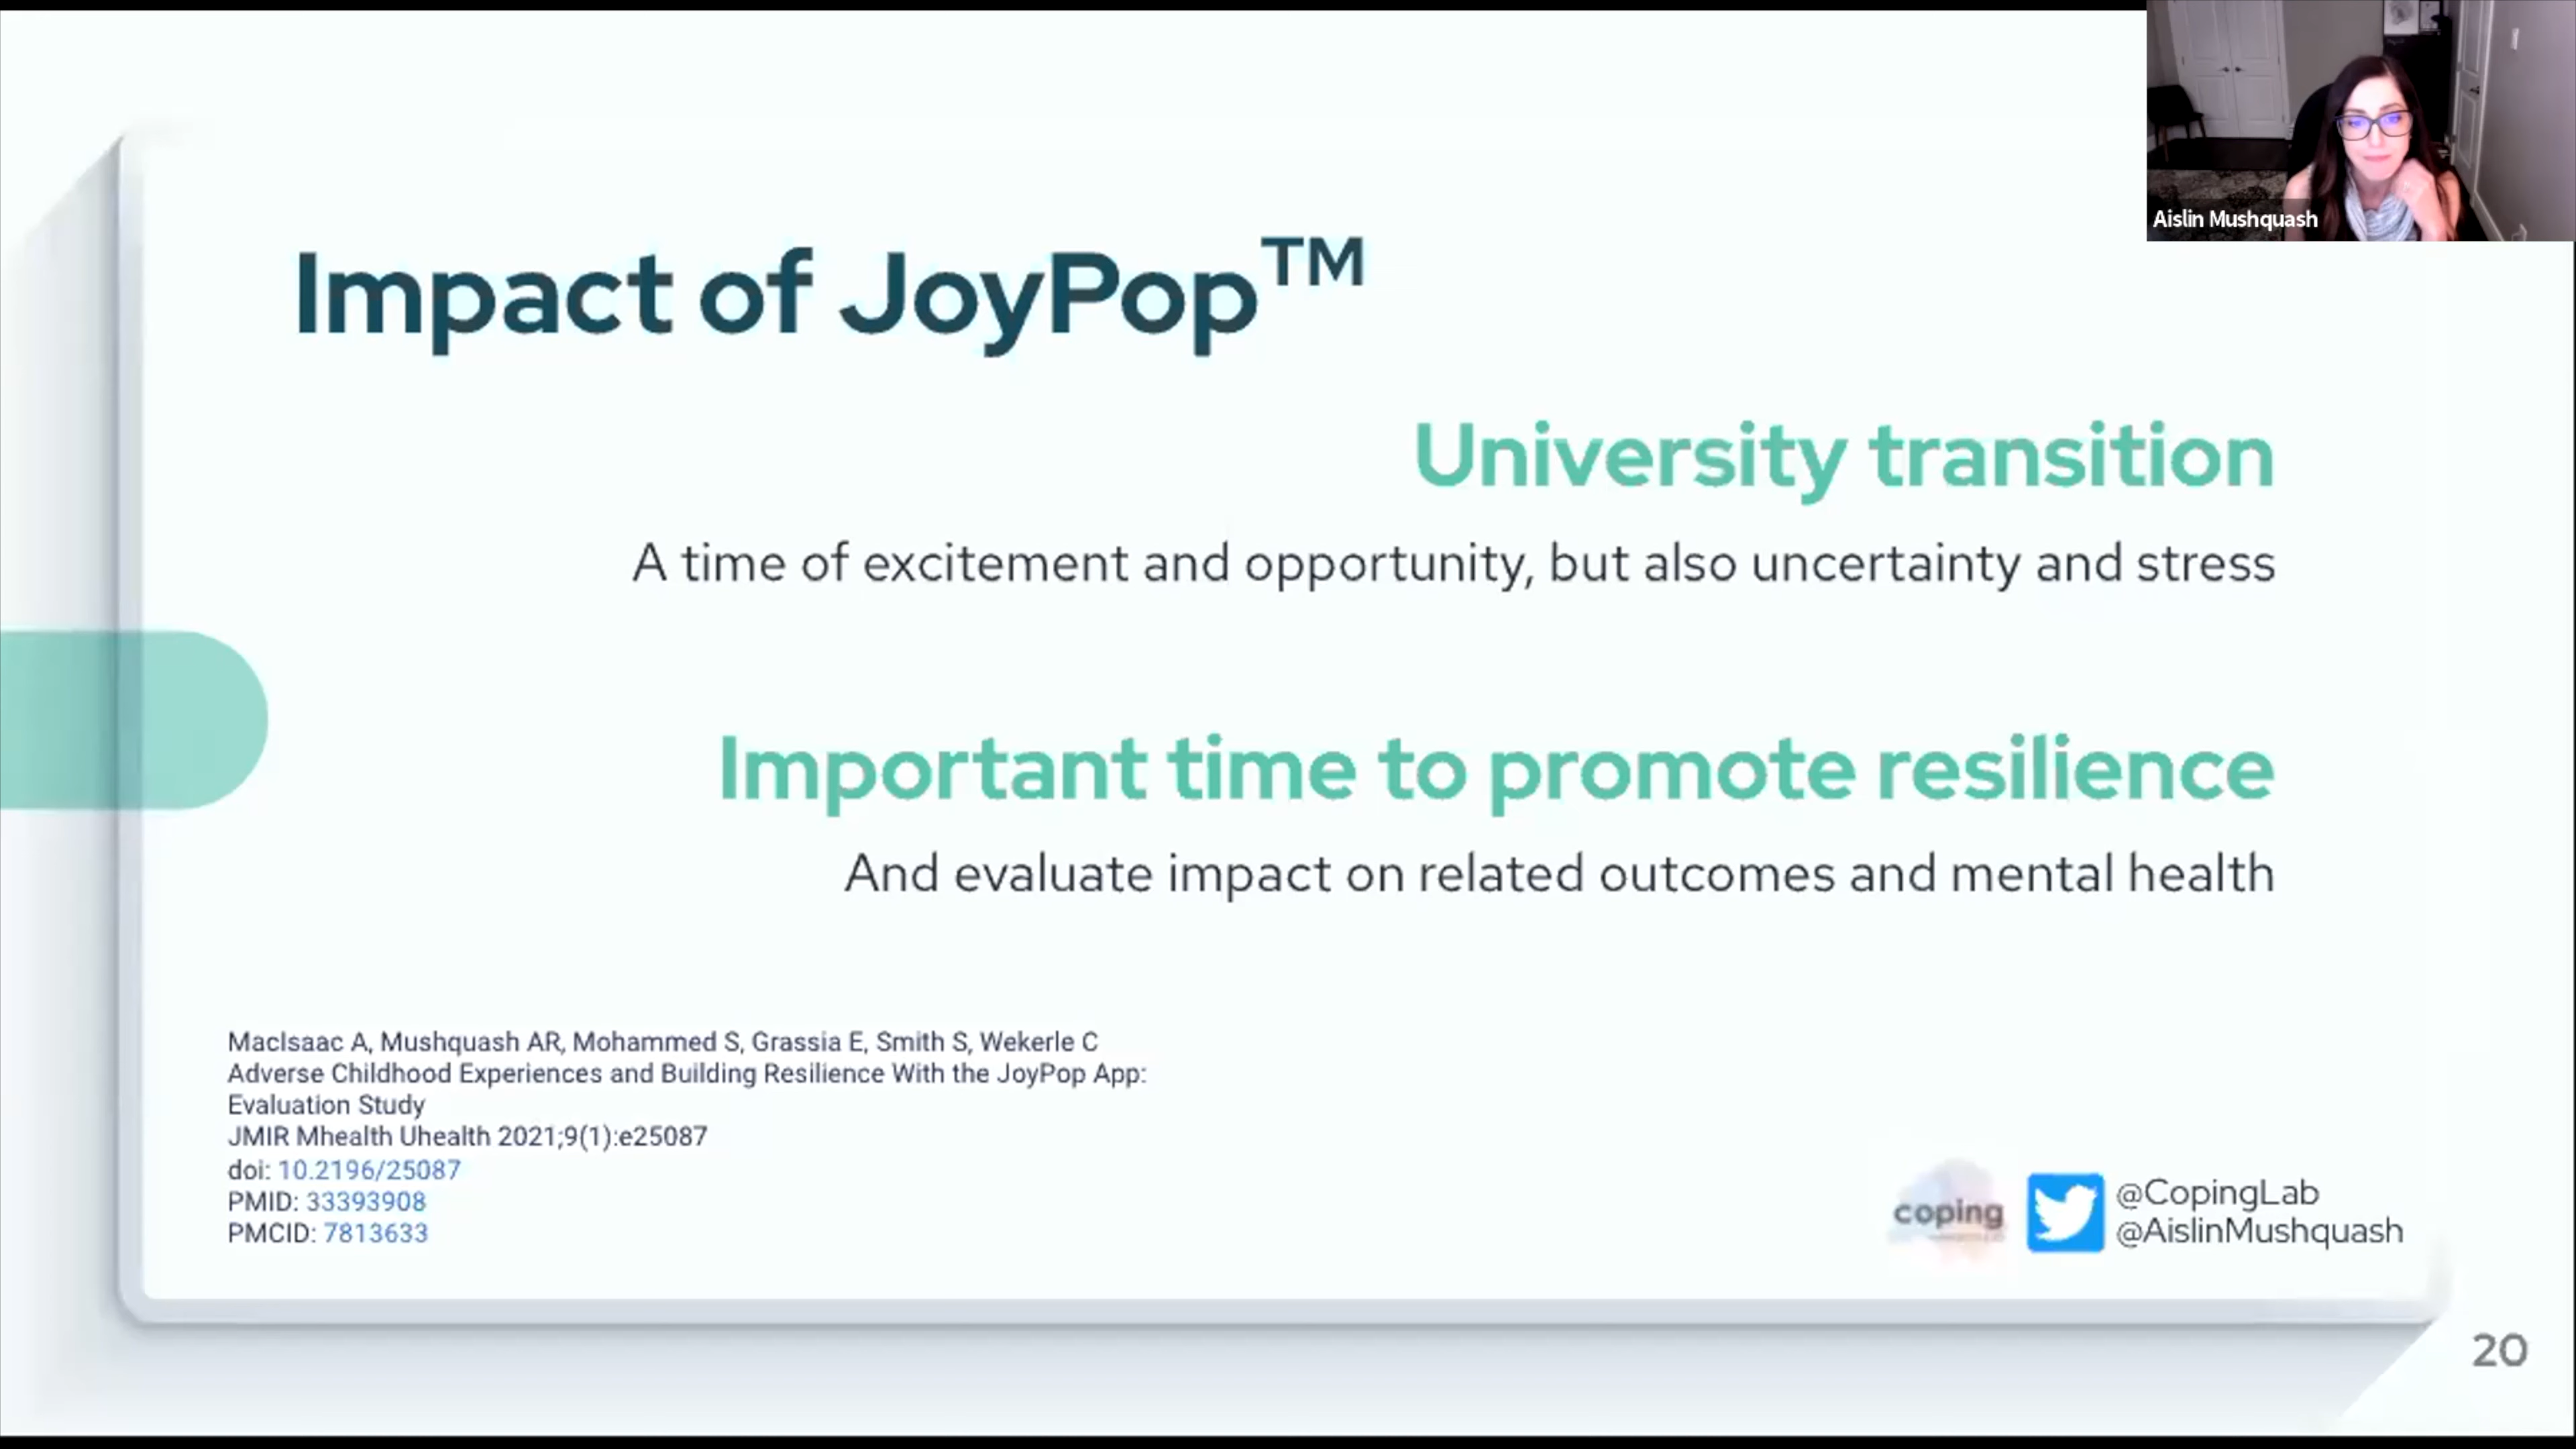 Aislin Mushquash
Impact of JoyPop™
University transition
A time of excitement and opportunity, but also uncertainty and stress
Important time to promote resilience
And evaluate impact on related outcomes and mental health
MacIsaac A, Mushquash AR, Mohammed S, Grassia E, Smith S, Wekerle C
Adverse Childhood Experiences and Building Resilience With the JoyPop App:
Evaluation Study
JMIR Mhealth Uhealth 2021;9(1):e25087
doi: 10.2196/25087
PMID: 33393908
PMCID: 7813633
coping
@CopingLab
@AislinMushquash
20